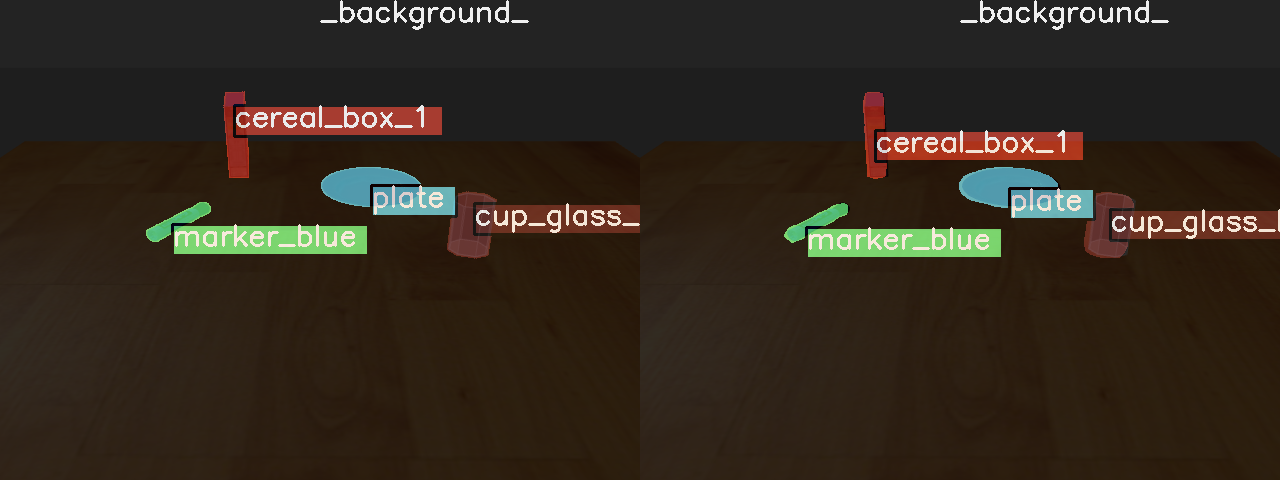 _background_
cereal_box_1
plate
cup_glass_
marker_blue
_background_
cereal_box_1
plate
cup_glass_
marker_blue